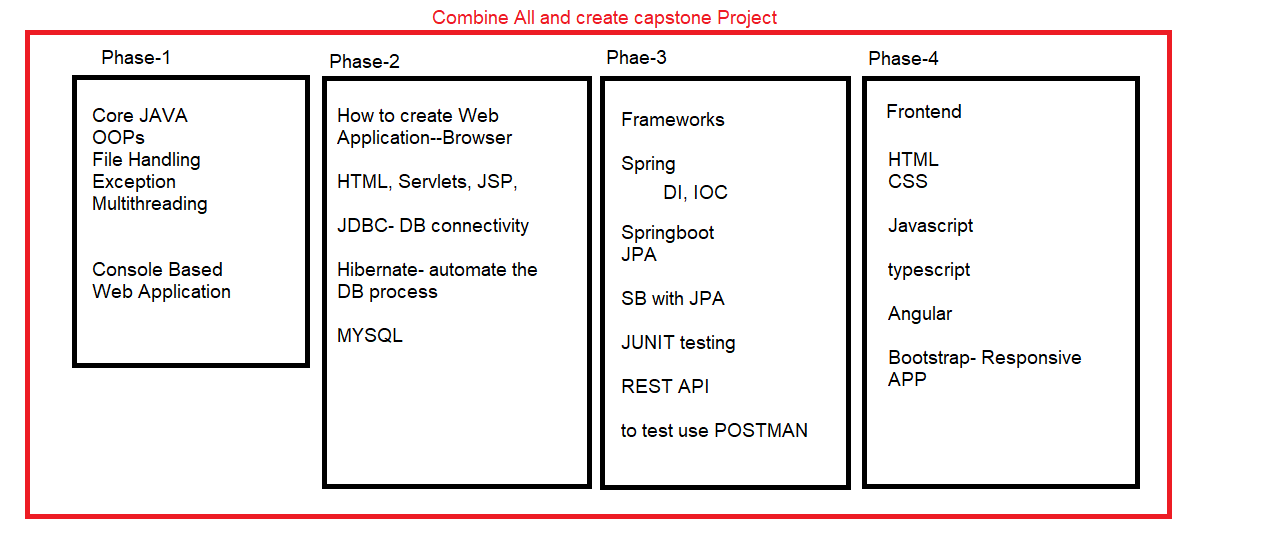 Combine All and create capstone Project
Phase-1
Core JAVA
OOPs
File Handling
Exception
Multithreading
Console Based
Web Application
Phase-2
How to create Web
Application--Browser
HTML, Servlets, JSP,
JDBC- DB connectivity
Hibernate- automate the
DB process
MYSQL
Phae-3
Frameworks
Spring
DI, IOC
Springboot
JPA
SB with JPA
JUNIT testing
REST API
to test use POSTMAN
Phase-4
Frontend
HTML
CSS
Javascript
typescript
Angular
Bootstrap- Responsive
APP